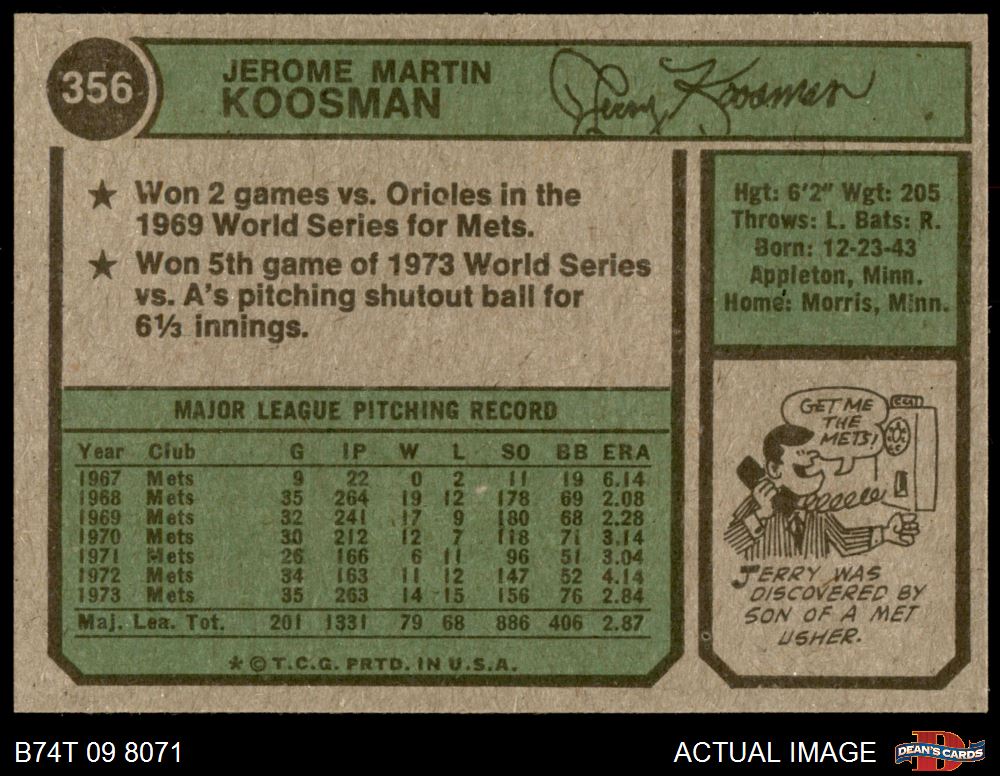 356
JEROME MARTIN
KOOSMAN
Jerry Koosman
★ Won 2 games vs. Orioles in the
1969 World Series for Mets.
★ Won 5th game of 1973 World Series
vs. A's pitching shutout ball for
6⅓ innings.
Hgt: 6'2" Wgt: 205
Throws: L. Bats: R.
Born: 12-23-43
Appleton, Minn.
Home: Morris, Minn.
MAJOR LEAGUE PITCHING RECORD
Year Club G IP W L SO BB ERA
1967 Mets 9 22 0 2 11 19 6.14
1968 Mets 35 264 19 12 178 69 2.08
1969 Mets 32 241 17 9 180 68 2.28
1970 Mets 30 212 12 7 118 71 3.14
1971 Mets 26 166 6 11 96 51 3.04
1972 Mets 34 163 11 12 147 52 4.14
1973 Mets 35 263 14 15 156 76 2.84
Maj. Lea. Tot. 201 1331 79 68 886 406 2.87
★ © T.C.G. PRTD. IN U.S.A.
GET ME
THE
METS!
JERRY WAS
DISCOVERED BY
SON OF A MET
USHER.
B74T 09 8071
ACTUAL IMAGE
DEAN'S CARDS